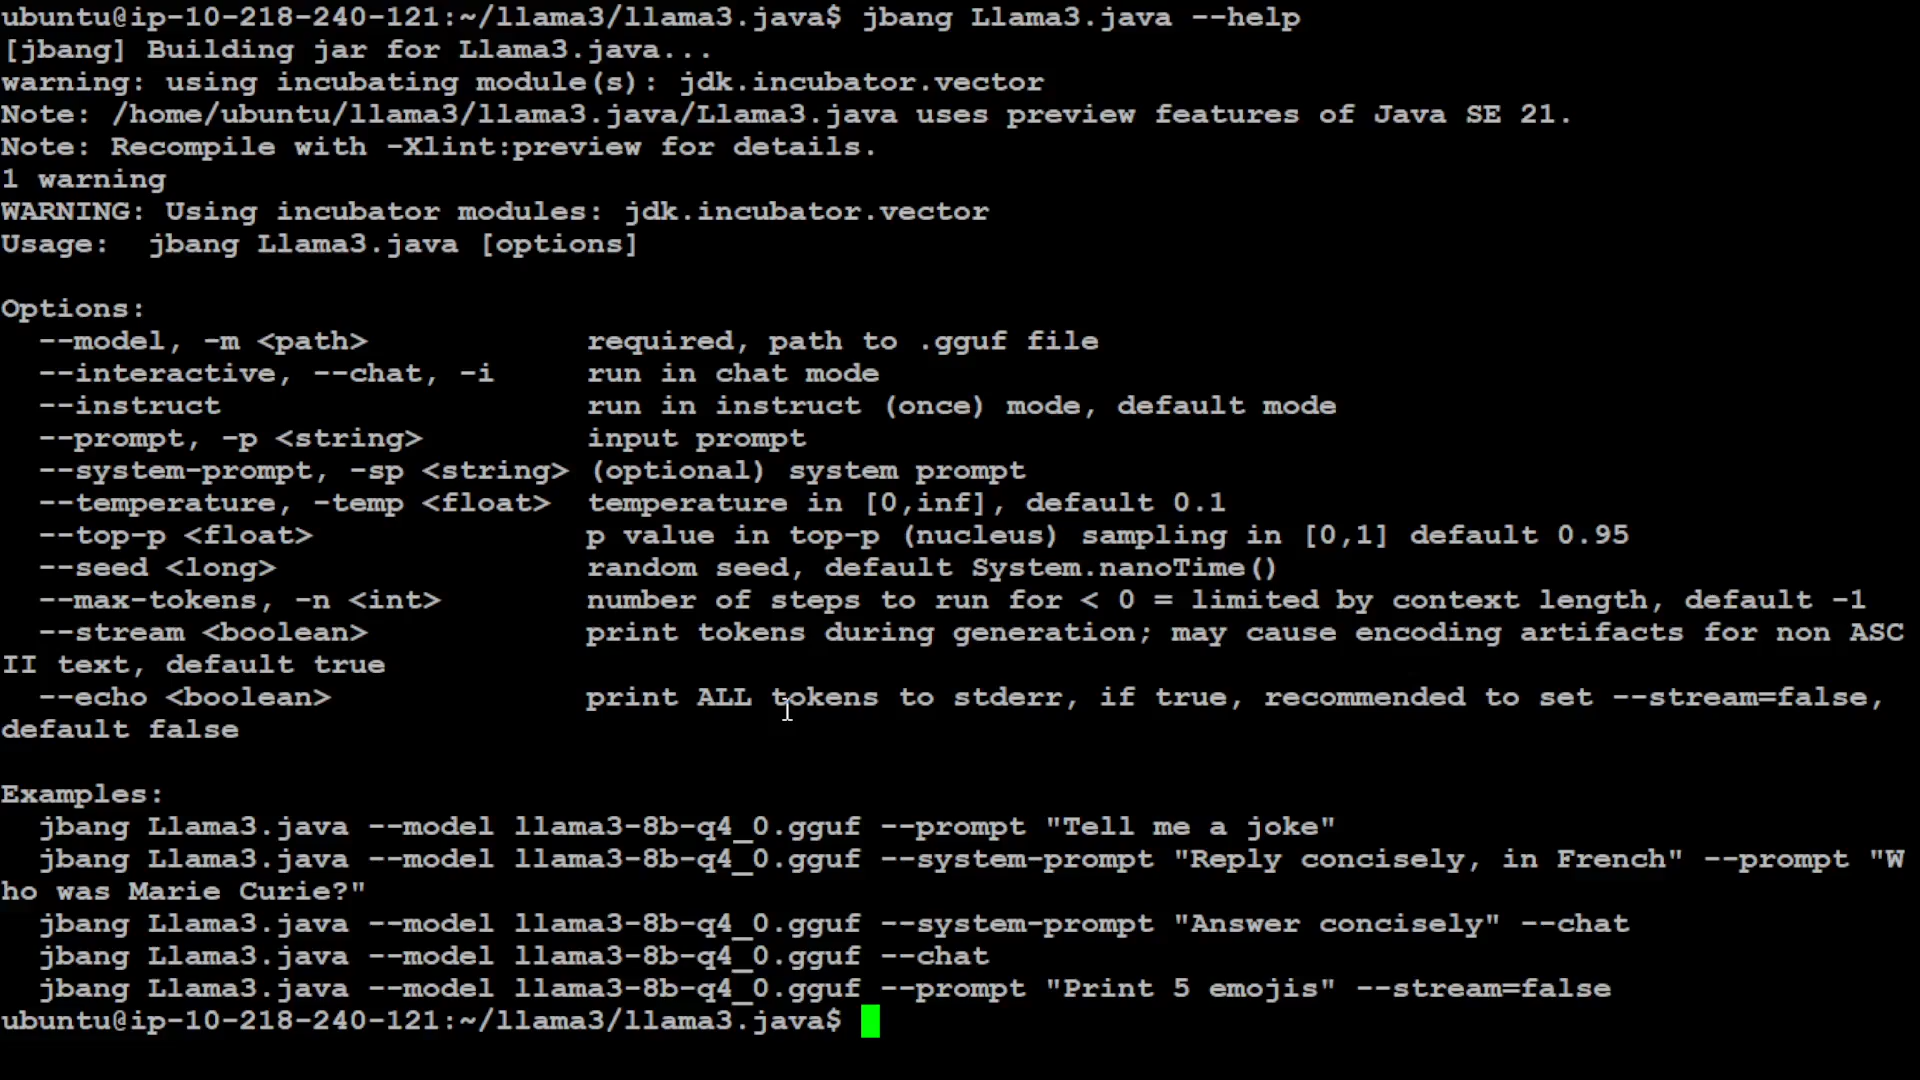 ubuntu@ip-10-218-240-121:~/llama3/llama3.java$ jbang Llama3.java --help
[jbang] Building jar for Llama3.java...
warning: using incubating module(s): jdk.incubator.vector
Note: /home/ubuntu/llama3/llama3.java/Llama3.java uses preview features of Java SE 21.
Note: Recompile with -Xlint:preview for details.
1 warning
WARNING: Using incubator modules: jdk.incubator.vector
Usage:  jbang Llama3.java [options]

Options:
  --model, -m <path>            required, path to .gguf file
  --interactive, --chat, -i     run in chat mode
  --instruct                    run in instruct (once) mode, default mode
  --prompt, -p <string>         input prompt
  --system-prompt, -sp <string> (optional) system prompt
  --temperature, -temp <float>  temperature in [0,inf], default 0.1
  --top-p <float>               p value in top-p (nucleus) sampling in [0,1] default 0.95
  --seed <long>                 random seed, default System.nanoTime()
  --max-tokens, -n <int>        number of steps to run for < 0 = limited by context length, default -1
  --stream <boolean>            print tokens during generation; may cause encoding artifacts for non ASC
II text, default true
  --echo <boolean>              print ALL tokens to stderr, if true, recommended to set --stream=false,
default false

Examples:
  jbang Llama3.java --model llama3-8b-q4_0.gguf --prompt "Tell me a joke"
  jbang Llama3.java --model llama3-8b-q4_0.gguf --system-prompt "Reply concisely, in French" --prompt "W
ho was Marie Curie?"
  jbang Llama3.java --model llama3-8b-q4_0.gguf --system-prompt "Answer concisely" --chat
  jbang Llama3.java --model llama3-8b-q4_0.gguf --chat
  jbang Llama3.java --model llama3-8b-q4_0.gguf --prompt "Print 5 emojis" --stream=false
ubuntu@ip-10-218-240-121:~/llama3/llama3.java$